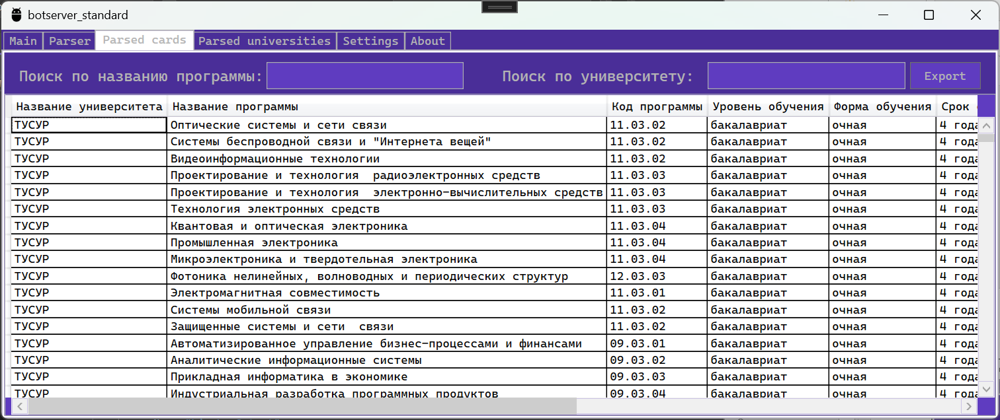 botserver_standard
Main Parser Parsed cards Parsed universities Settings About
Поиск по названию программы: Поиск по университету: Export
Название университета Название программы Код программы Уровень обучения Форма обучения Срок
ТУСУР Оптические системы и сети связи 11.03.02 бакалавриат очная 4 года
ТУСУР Системы беспроводной связи и "Интернета вещей" 11.03.02 бакалавриат очная 4 года
ТУСУР Видеоинформационные технологии 11.03.02 бакалавриат очная 4 года
ТУСУР Проектирование и технология  радиоэлектронных средств 11.03.03 бакалавриат очная 4 года
ТУСУР Проектирование и технология  электронно-вычислительных средств 11.03.03 бакалавриат очная 4 года
ТУСУР Технология электронных средств 11.03.03 бакалавриат очная 4 года
ТУСУР Квантовая и оптическая электроника 11.03.04 бакалавриат очная 4 года
ТУСУР Промышленная электроника 11.03.04 бакалавриат очная 4 года
ТУСУР Микроэлектроника и твердотельная электроника 11.03.04 бакалавриат очная 4 года
ТУСУР Фотоника нелинейных, волноводных и периодических структур 12.03.03 бакалавриат очная 4 года
ТУСУР Электромагнитная совместимость 11.03.01 бакалавриат очная 4 года
ТУСУР Системы мобильной связи 11.03.02 бакалавриат очная 4 года
ТУСУР Защищенные системы и сети  связи 11.03.02 бакалавриат очная 4 года
ТУСУР Автоматизированное управление бизнес-процессами и финансами 09.03.01 бакалавриат очная 4 года
ТУСУР Аналитические информационные системы 09.03.02 бакалавриат очная 4 года
ТУСУР Прикладная информатика в экономике 09.03.03 бакалавриат очная 4 года
ТУСУР Индустриальная разработка программных продуктов 09.03.04 бакалавриат очная 4 года